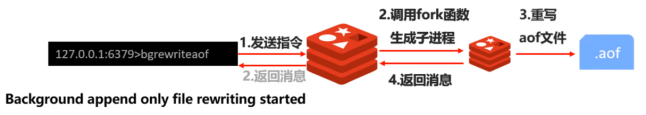 127.0.0.1:6379>bgrewriteaof
1.发送指令
2.返回消息
2.调用fork函数
生成子进程
4.返回消息
3.重写
aof文件
.aof
Background append only file rewriting started